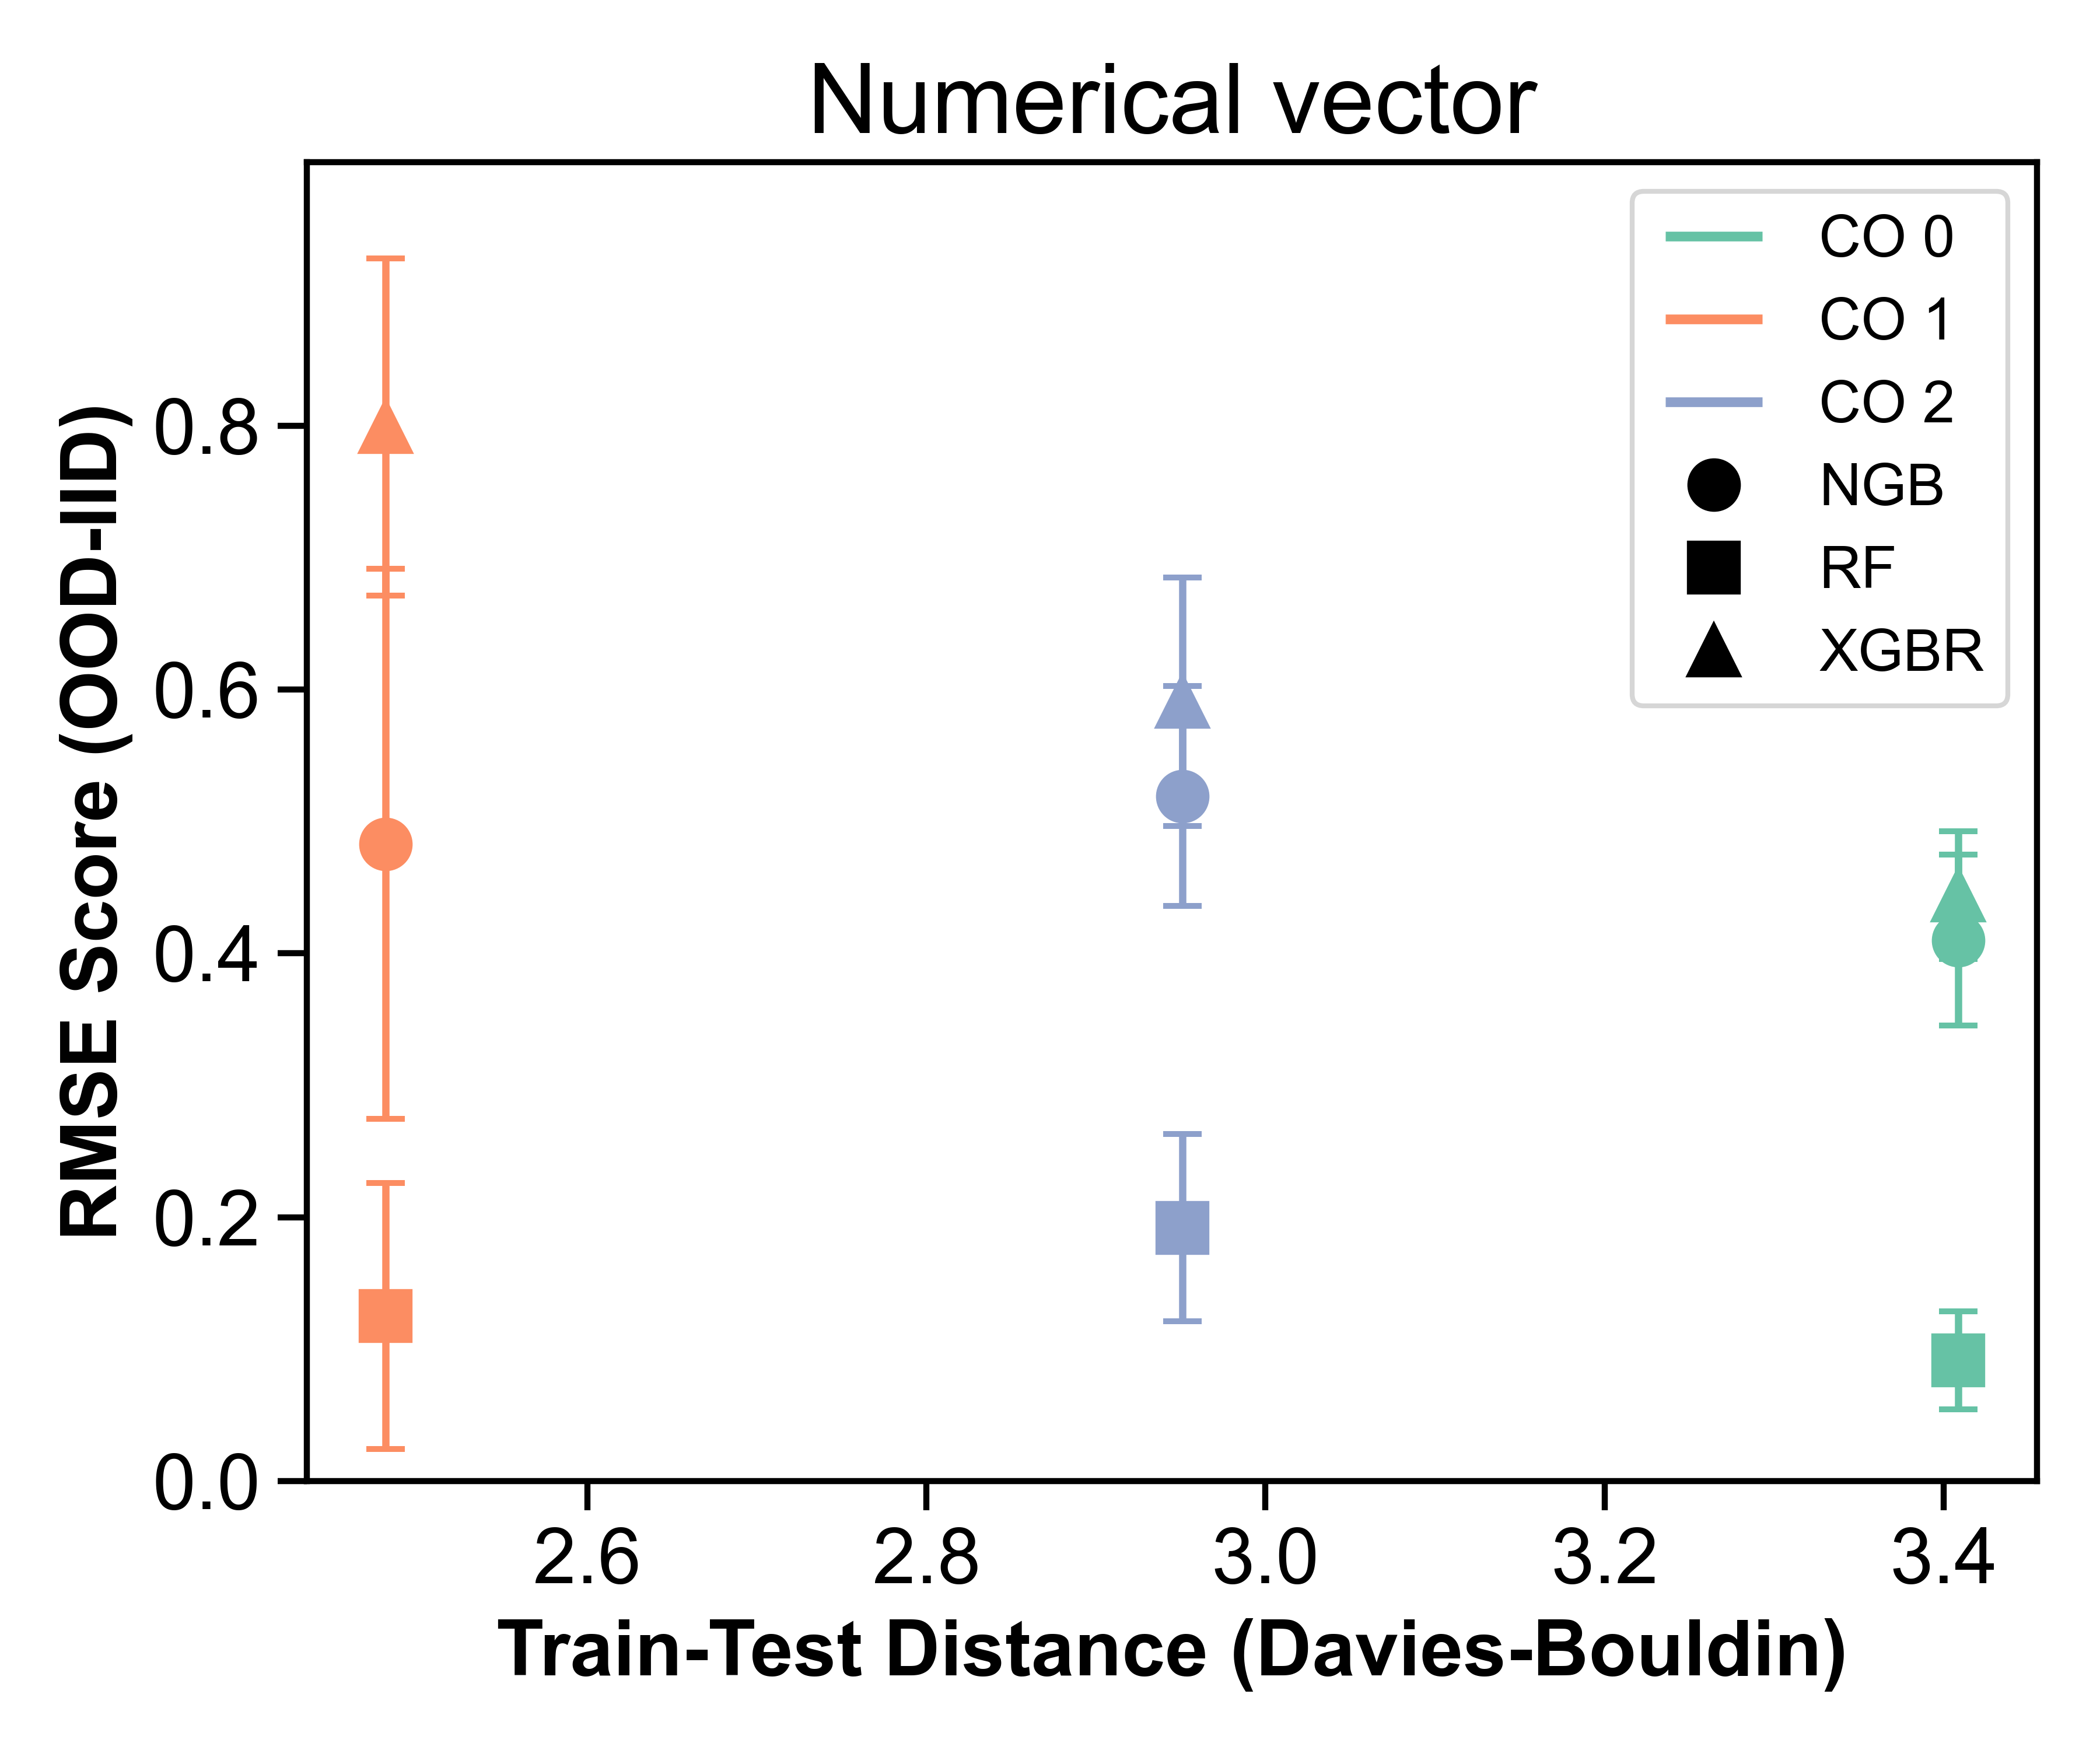 Numerical vector
RMSE Score (OOD-IID)
0.8
0.6
0.4
0.2
0.0
CO 0
CO 1
CO 2
NGB
RF
XGBR
2.6 2.8 3.0 3.2 3.4
Train-Test Distance (Davies-Bouldin)